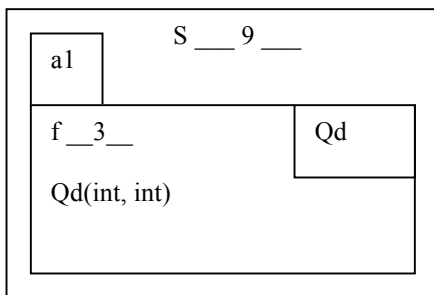 S ___ 9 ___
a1
f __3__
Qd
Qd(int, int)